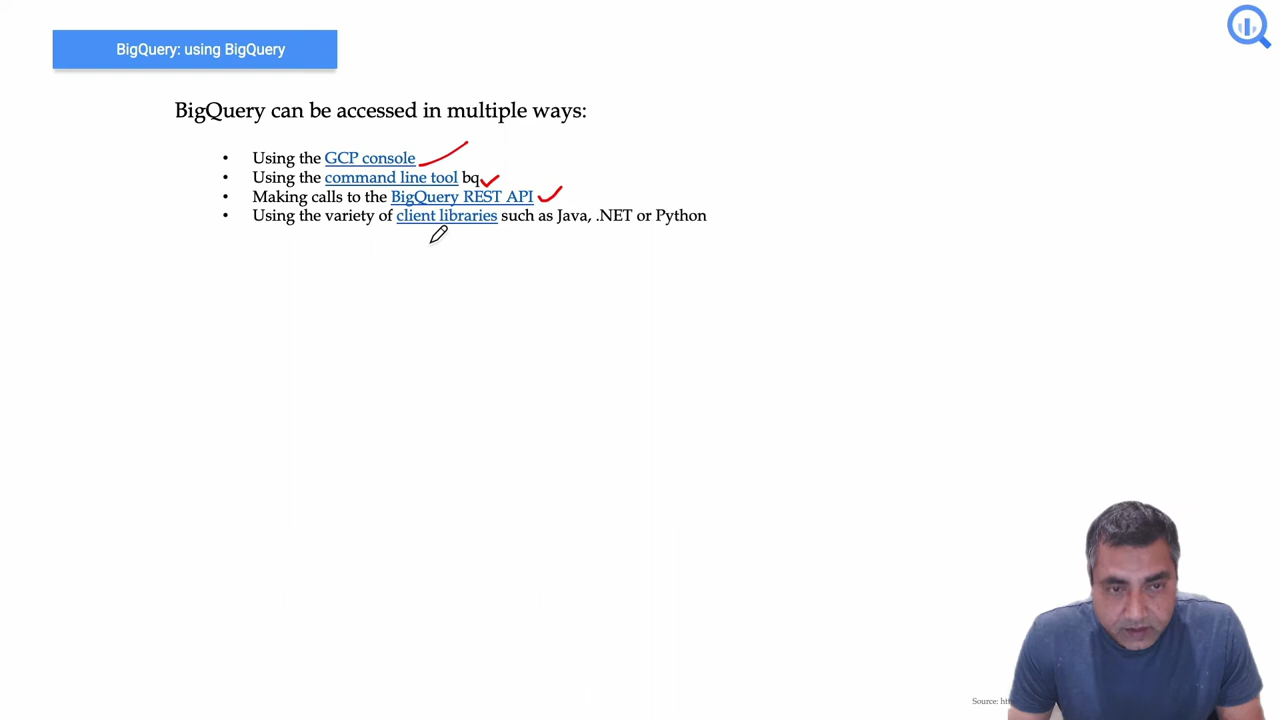 BigQuery: using BigQuery
BigQuery can be accessed in multiple ways:
• Using the GCP console
• Using the command line tool bq
• Making calls to the BigQuery REST API
• Using the variety of client libraries such as Java, .NET or Python
Source: